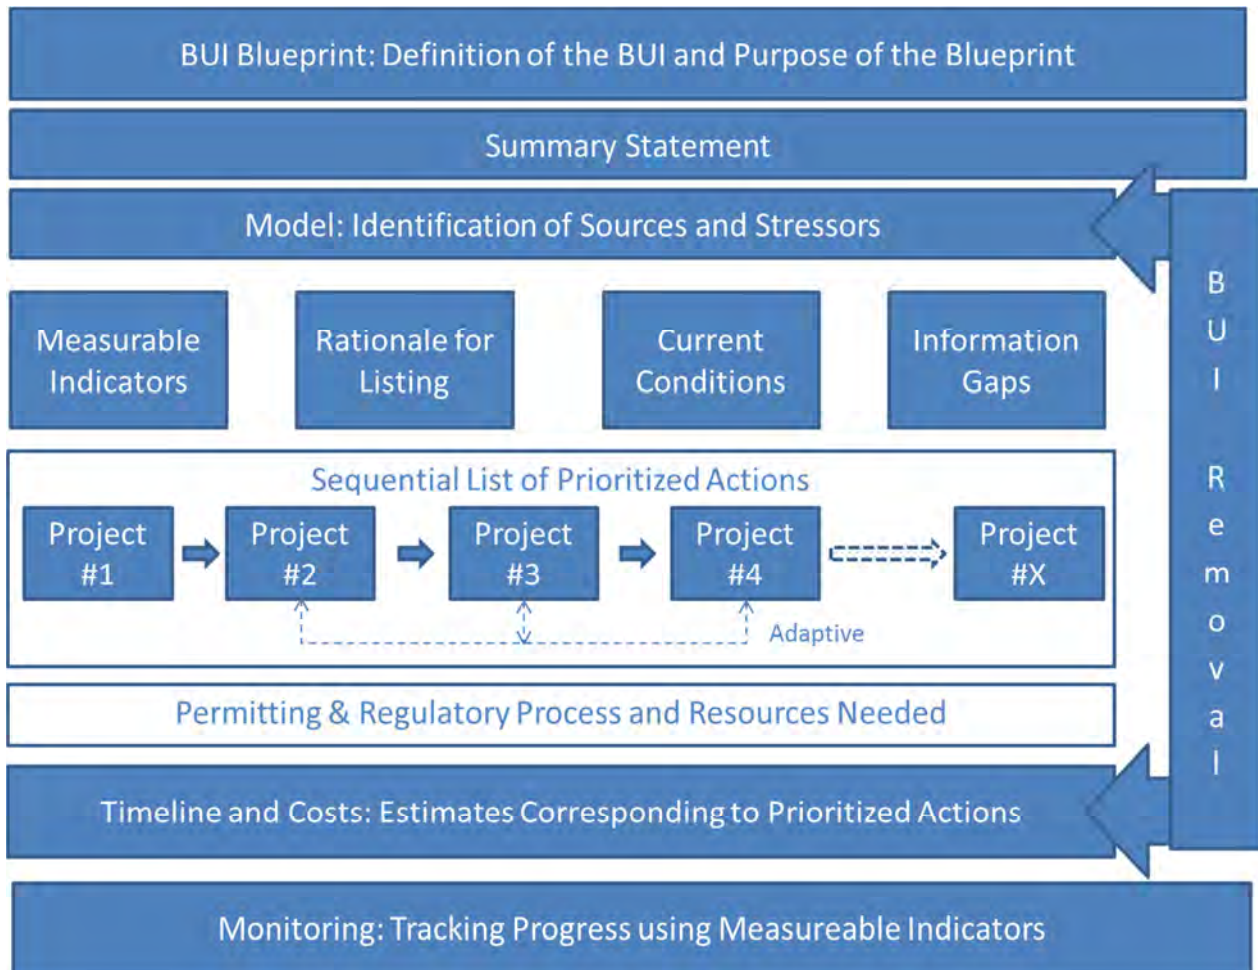 BUI Blueprint: Definition of the BUI and Purpose of the Blueprint
Summary Statement
Model: Identification of Sources and Stressors
Measurable
Indicators
Rationale for
Listing
Current
Conditions
Information
Gaps
Sequential List of Prioritized Actions
Project
#1
Project
#2
Project
#3
Project
#4
Project
#X
Adaptive
Permitting & Regulatory Process and Resources Needed
Timeline and Costs: Estimates Corresponding to Prioritized Actions
Monitoring: Tracking Progress using Measureable Indicators
BUI Removal